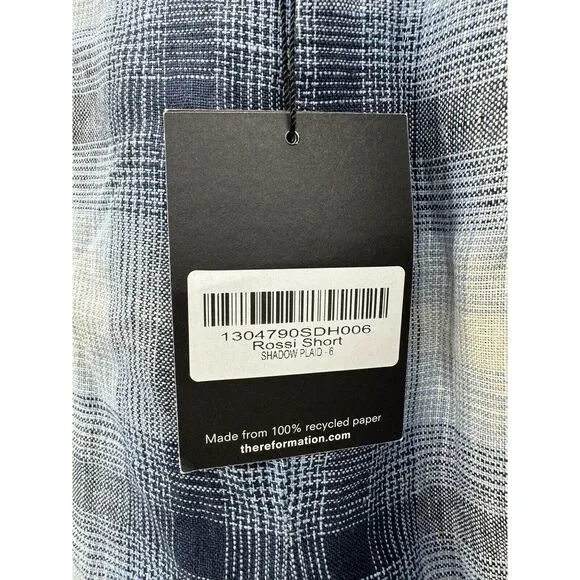 1304790SDH006
Rossi Short
SHADOW PLAID - 6
Made from 100% recycled paper
thereformation.com